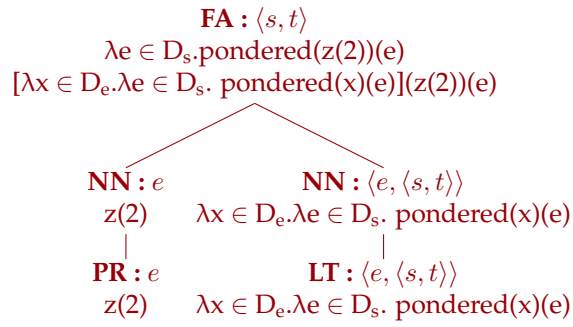 FA : ⟨s, t⟩
λe ∈ Dₛ.pondered(z(2))(e)
[λx ∈ Dₑ.λe ∈ Dₛ. pondered(x)(e)](z(2))(e)
NN : e
z(2)
NN : ⟨e, ⟨s, t⟩⟩
λx ∈ Dₑ.λe ∈ Dₛ. pondered(x)(e)
PR : e
z(2)
LT : ⟨e, ⟨s, t⟩⟩
λx ∈ Dₑ.λe ∈ Dₛ. pondered(x)(e)